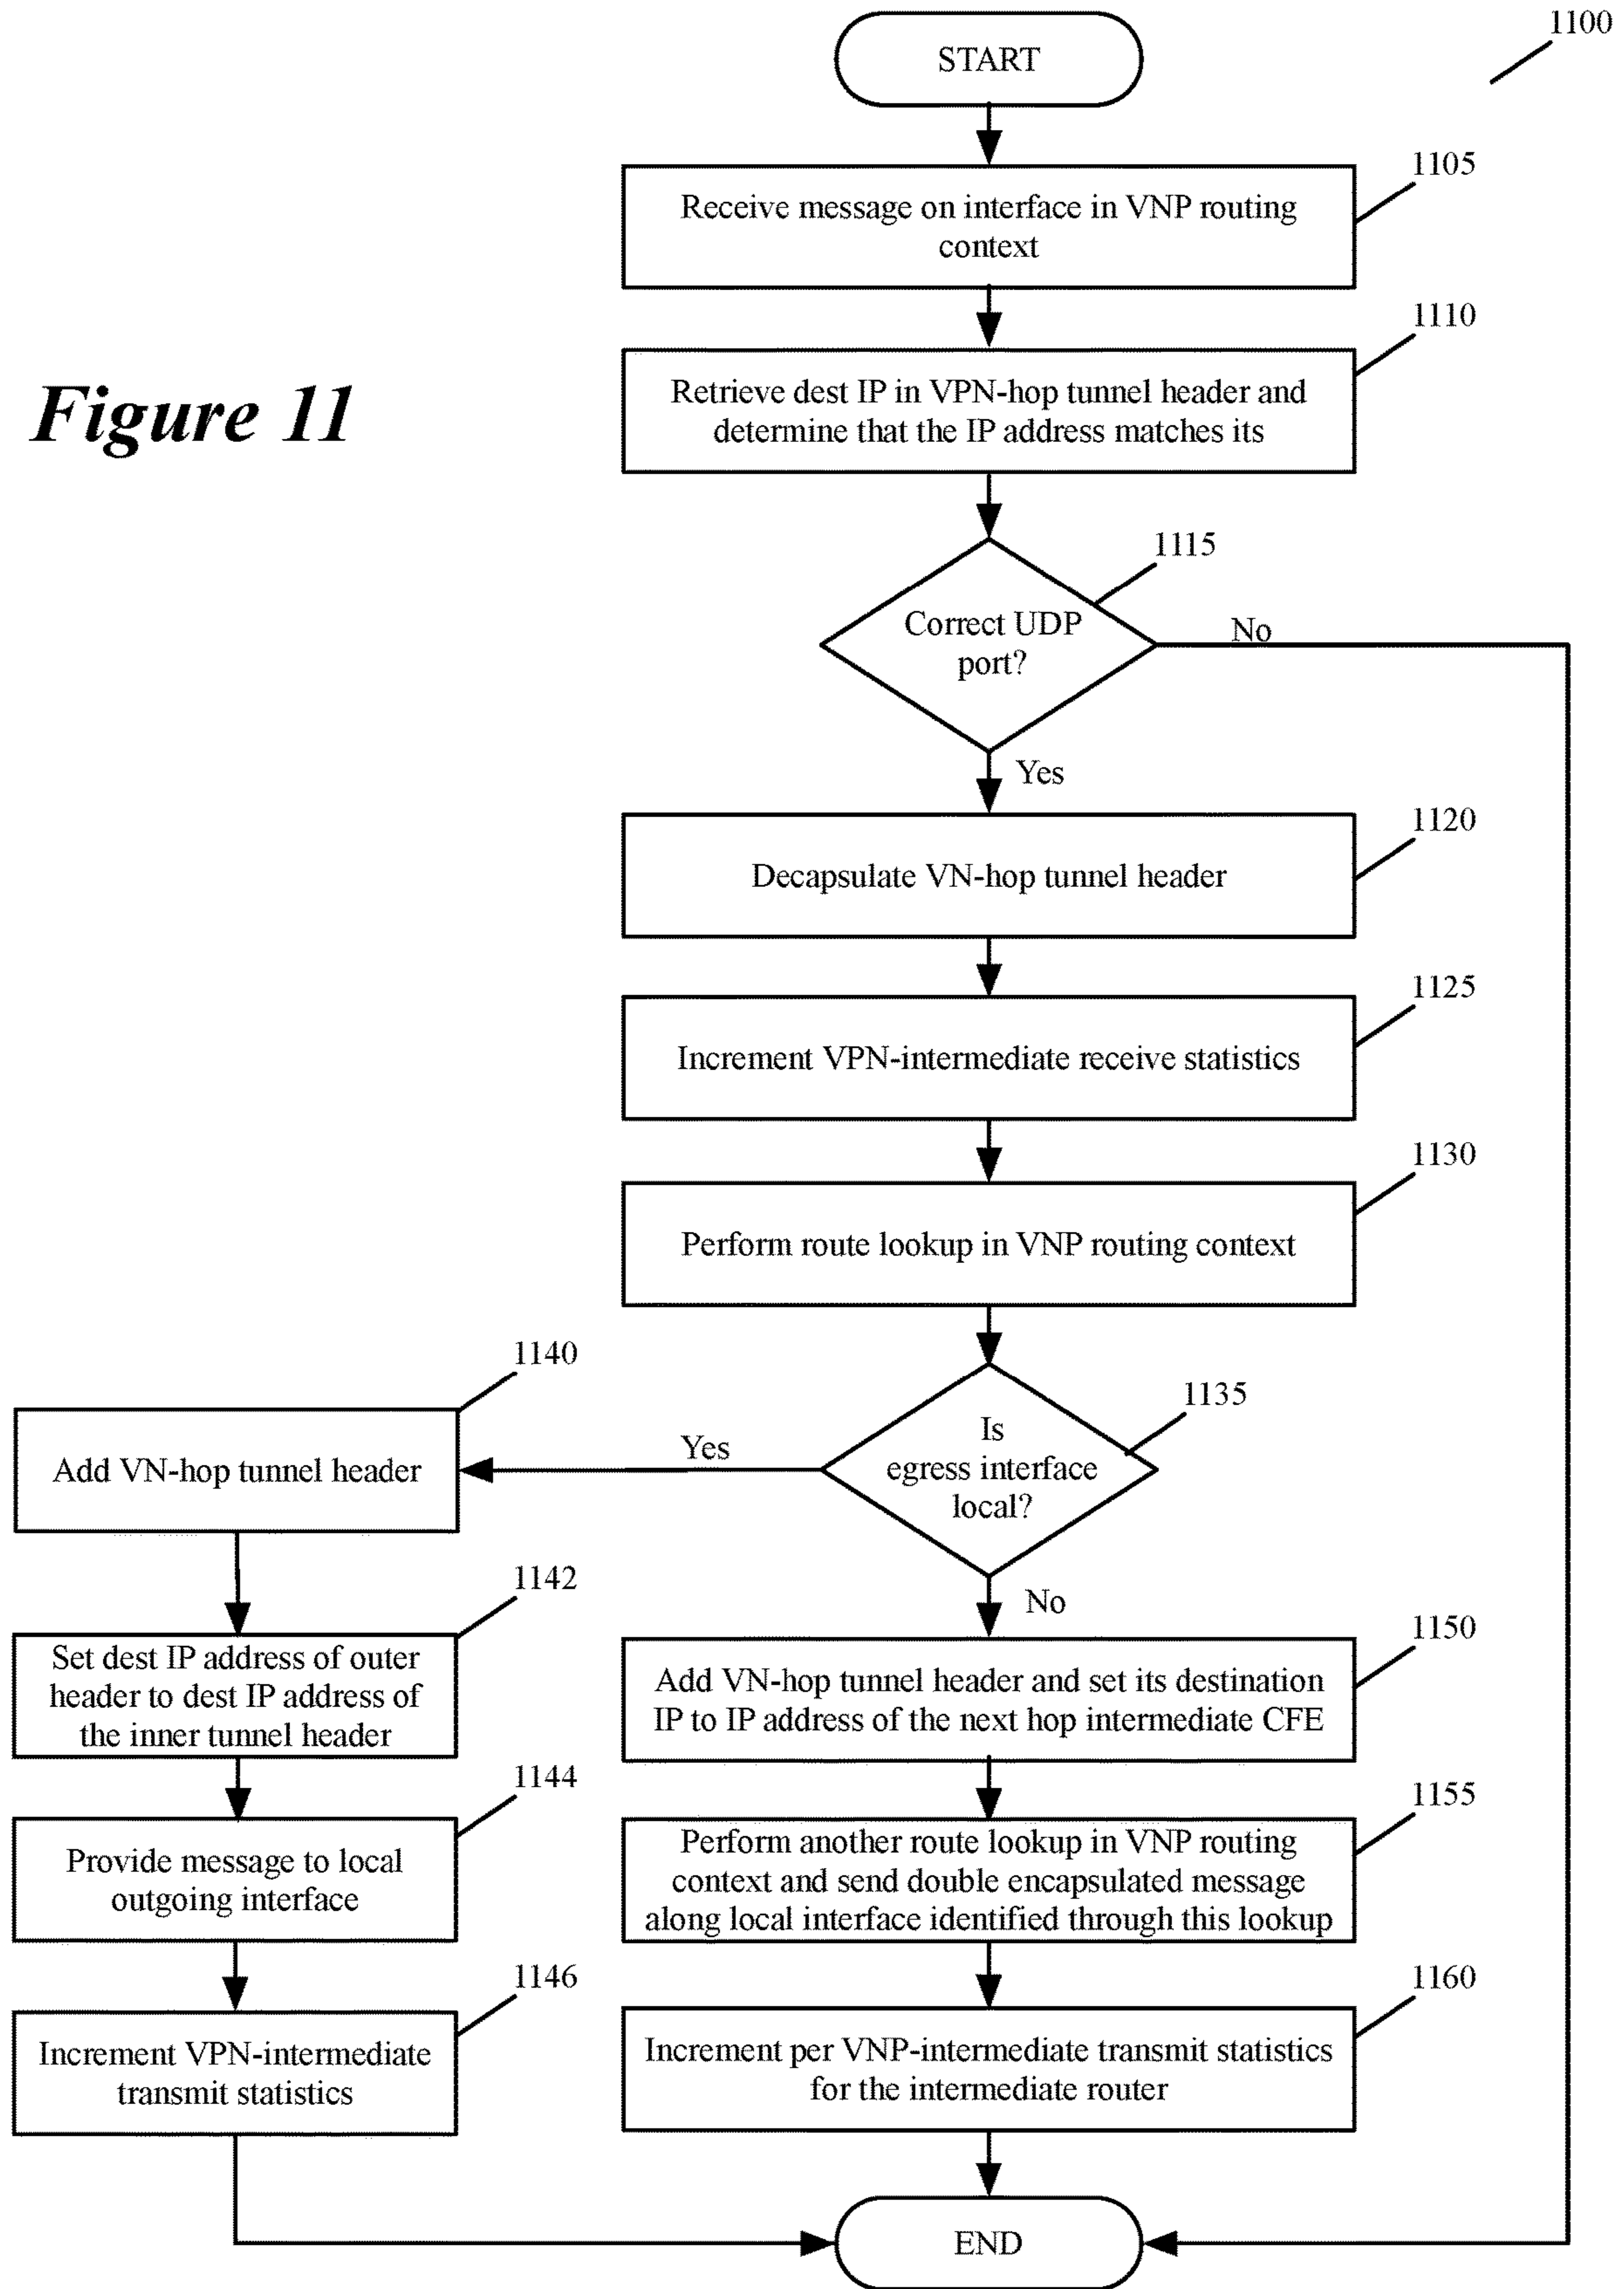 START
1100
1105
Receive message on interface in VNP routing
context
1110
Retrieve dest IP in VPN-hop tunnel header and
determine that the IP address matches its
Figure 11
1115
Correct UDP
port?
No
Yes
1120
Decapsulate VN-hop tunnel header
1125
Increment VPN-intermediate receive statistics
1130
Perform route lookup in VNP routing context
1135
Is
egress interface
local?
Yes
1140
Add VN-hop tunnel header
1142
Set dest IP address of outer
header to dest IP address of
the inner tunnel header
1144
Provide message to local
outgoing interface
1146
Increment VPN-intermediate
transmit statistics
No
1150
Add VN-hop tunnel header and set its destination
IP to IP address of the next hop intermediate CFE
1155
Perform another route lookup in VNP routing
context and send double encapsulated message
along local interface identified through this lookup
1160
Increment per VNP-intermediate transmit statistics
for the intermediate router
END